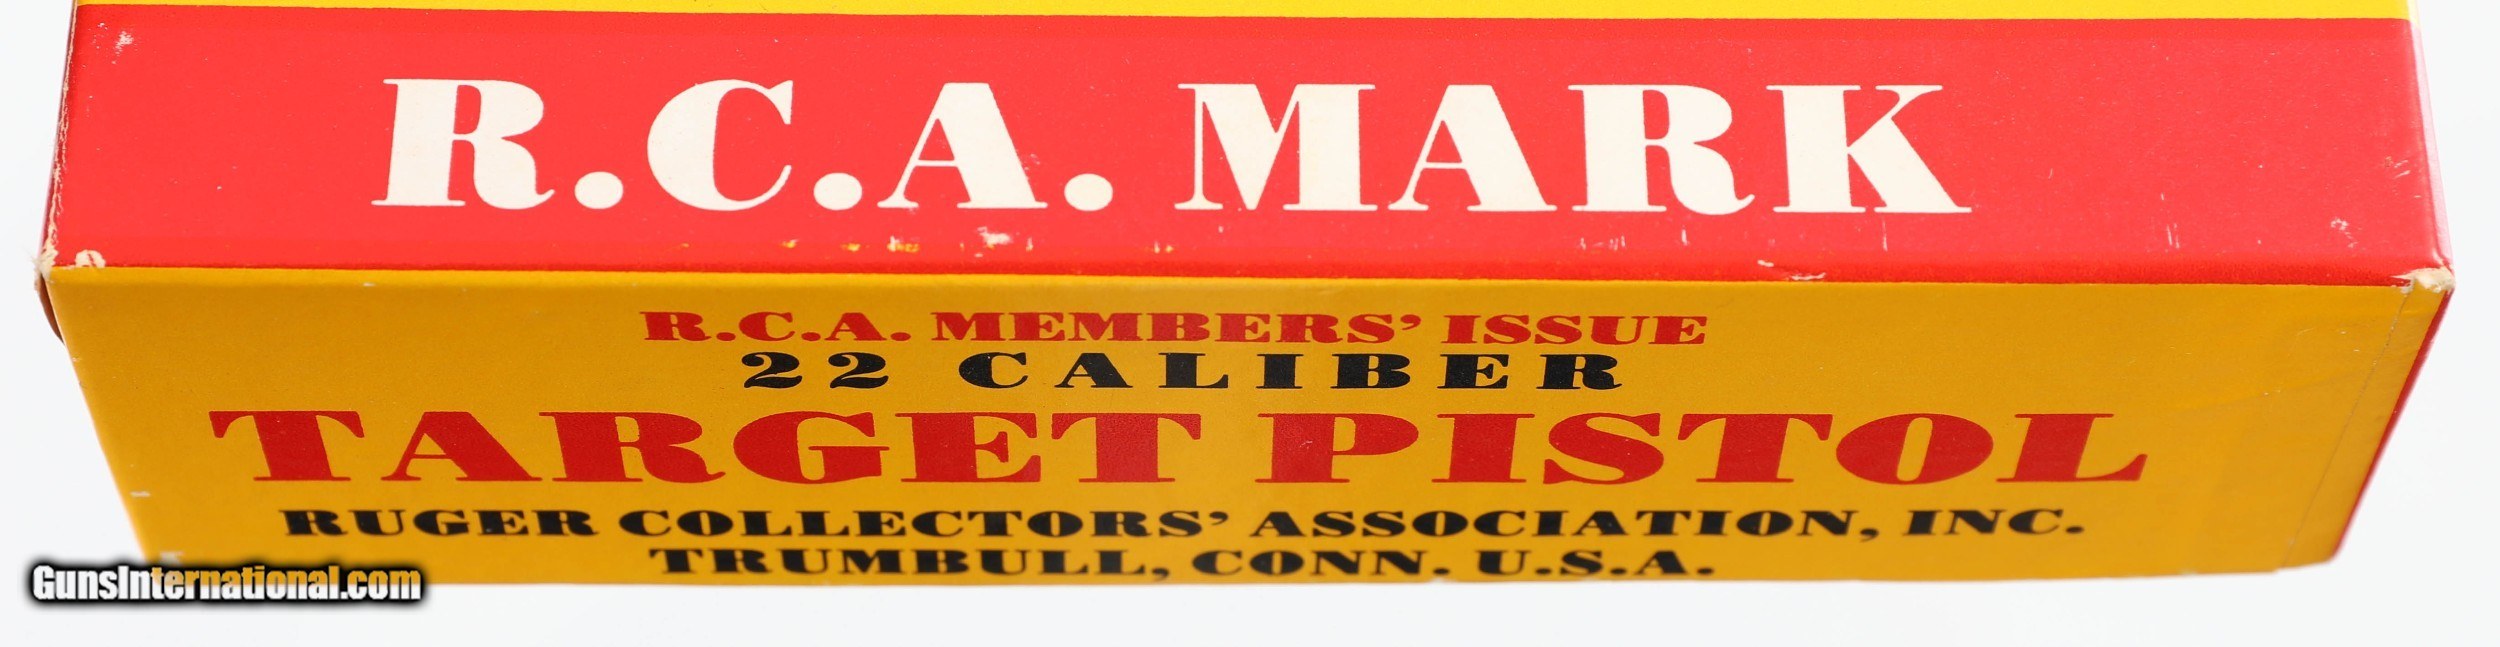 R.C.A. MARK
R.C.A. MEMBERS' ISSUE
22 CALIBER
TARGET PISTOL
RUGER COLLECTORS' ASSOCIATION, INC.
TRUMBULL, CONN. U.S.A.
GunsInternational.com